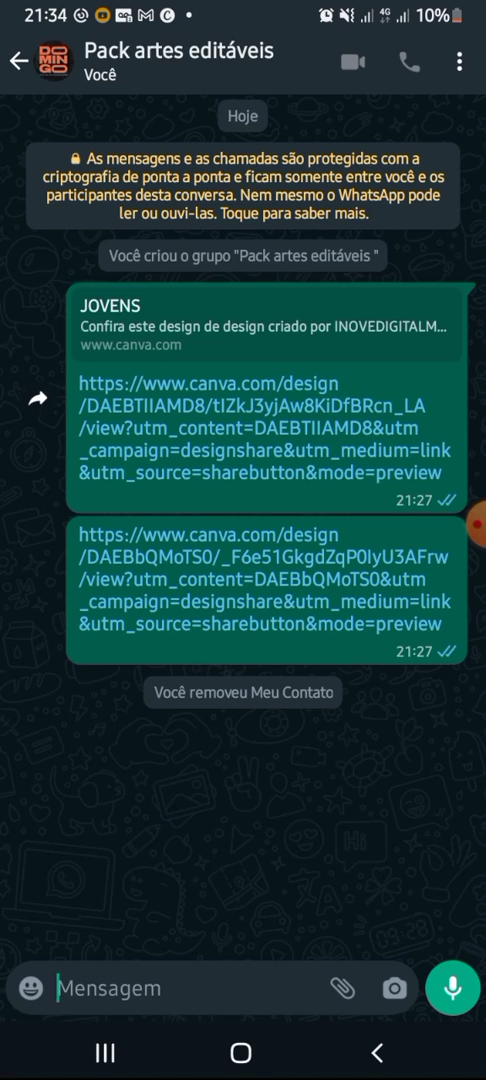 21:34
4G
10%
DO
MIN
GO
Pack artes editáveis
Você
Hoje
As mensagens e as chamadas são protegidas com a
criptografia de ponta a ponta e ficam somente entre você e os
participantes desta conversa. Nem mesmo o WhatsApp pode
ler ou ouvi-las. Toque para saber mais.
Você criou o grupo "Pack artes editáveis "
JOVENS
Confira este design de design criado por INOVEDIGITALM...
www.canva.com
https://www.canva.com/design
/DAEBTIIAMD8/tIZkJ3yjAw8KiDfBRcn_LA
/view?utm_content=DAEBTIIAMD8&utm
_campaign=designshare&utm_medium=link
&utm_source=sharebutton&mode=preview
21:27
https://www.canva.com/design
/DAEBbQMoTS0/_F6e51GkgdZqP0IyU3AFrw
/view?utm_content=DAEBbQMoTS0&utm
_campaign=designshare&utm_medium=link
&utm_source=sharebutton&mode=preview
21:27
Você removeu Meu Contato
Mensagem